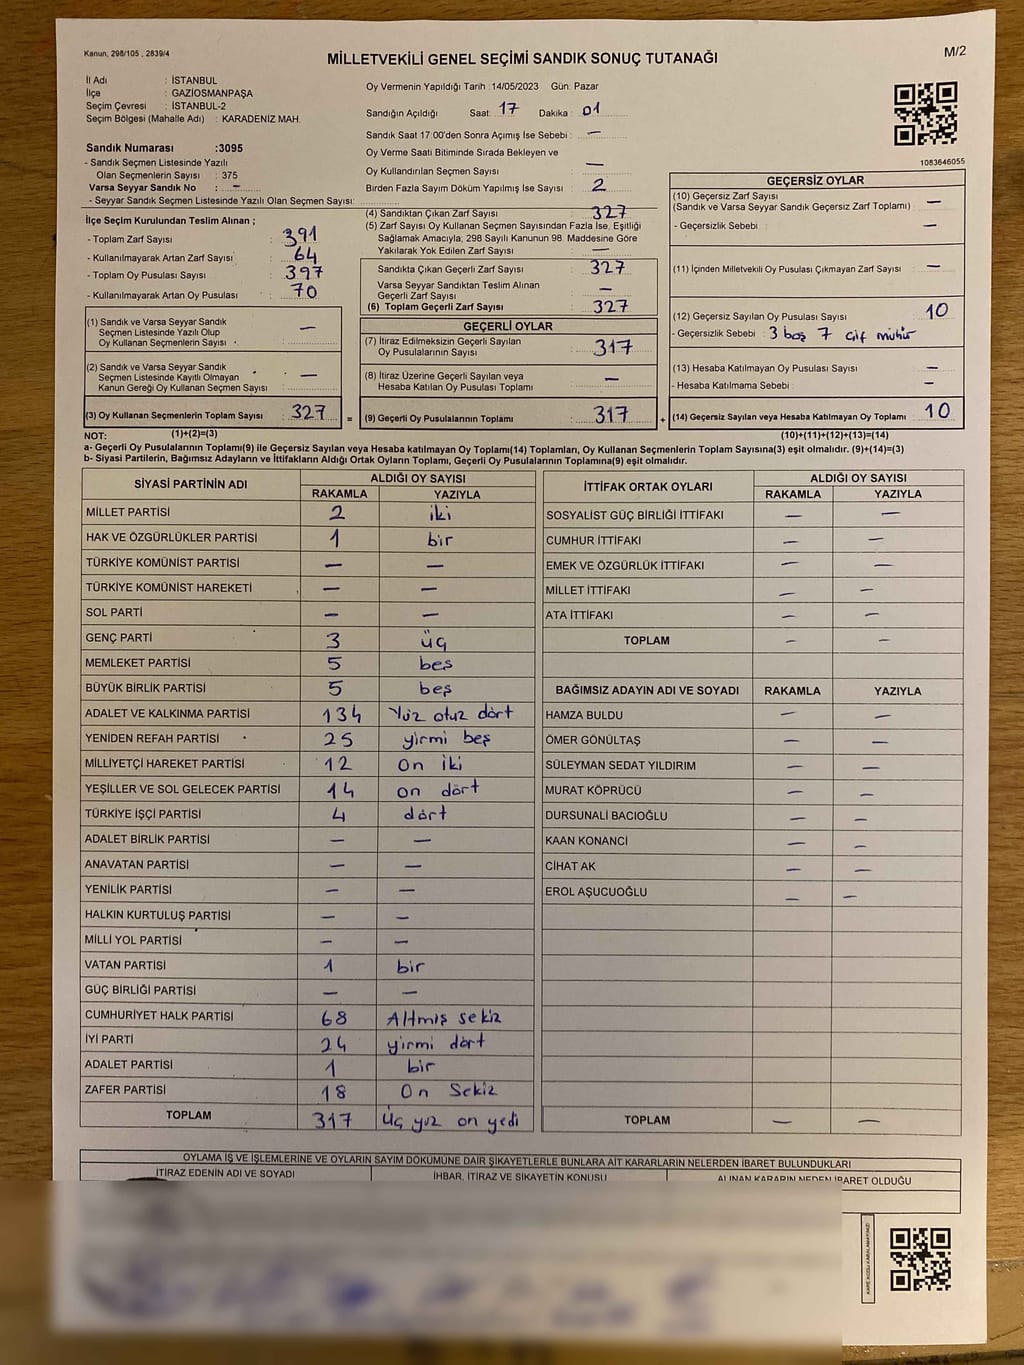 Kanun, 298/105 , 2839/4
MİLLETVEKİLİ GENEL SEÇİMİ SANDIK SONUÇ TUTANAĞI
M/2
İl Adı : İSTANBUL
İlçe : GAZİOSMANPAŞA
Seçim Çevresi : İSTANBUL-2
Seçim Bölgesi (Mahalle Adı) : KARADENİZ MAH.
Sandık Numarası :3095
- Sandık Seçmen Listesinde Yazılı
Olan Seçmenlerin Sayısı : 375
Varsa Seyyar Sandık No : -
- Seyyar Sandık Seçmen Listesinde Yazılı Olan Seçmen Sayısı:
Oy Vermenin Yapıldığı Tarih :14/05/2023 Gün: Pazar
Sandığın Açıldığı Saat: 17 Dakika : 01
Sandık Saat 17:00'den Sonra Açımış İse Sebebi : -
Oy Verme Saati Bitiminde Sırada Bekleyen ve
Oy Kullandırılan Seçmen Sayısı : -
Birden Fazla Sayım Döküm Yapılmış İse Sayısı : 2
1083646055
İlçe Seçim Kurulundan Teslim Alınan ;
- Toplam Zarf Sayısı : 391
- Kullanılmayarak Artan Zarf Sayısı : 64
- Toplam Oy Pusulası Sayısı : 397
- Kullanılmayarak Artan Oy Pusulası : 70
(4) Sandıktan Çıkan Zarf Sayısı : 327
(5) Zarf Sayısı Oy Kullanan Seçmen Sayısından Fazla İse, Eşitliği
Sağlamak Amacıyla, 298 Sayılı Kanunun 98. Maddesine Göre
Yakılarak Yok Edilen Zarf Sayısı : -
Sandıkta Çıkan Geçerli Zarf Sayısı : 327
Varsa Seyyar Sandıktan Teslim Alınan
Geçerli Zarf Sayısı : -
(6) Toplam Geçerli Zarf Sayısı : 327
GEÇERSİZ OYLAR
(10) Geçersiz Zarf Sayısı
(Sandık ve Varsa Seyyar Sandık Geçersiz Zarf Toplamı) : -
- Geçersizlik Sebebi : -
(11) İçinden Milletvekili Oy Pusulası Çıkmayan Zarf Sayısı : -
(12) Geçersiz Sayılan Oy Pusulası Sayısı : 10
- Geçersizlik Sebebi : 3 boş 7 çif mühür
(13) Hesaba Katılmayan Oy Pusulası Sayısı : -
- Hesaba Katılmama Sebebi : -
(14) Geçersiz Sayılan veya Hesaba Katılmayan Oy Toplamı : 10
(1) Sandık ve Varsa Seyyar Sandık
Seçmen Listesinde Yazılı Olup
Oy Kullanan Seçmenlerin Sayısı : -
(2) Sandık ve Varsa Seyyar Sandık
Seçmen Listesinde Kayıtlı Olmayan
Kanun Gereği Oy Kullanan Seçmen Sayısı : -
(3) Oy Kullanan Seçmenlerin Toplam Sayısı : 327 =
GEÇERLİ OYLAR
(7) İtiraz Edilmeksizin Geçerli Sayılan
Oy Pusulalarının Sayısı : 317
(8) İtiraz Üzerine Geçerli Sayılan veya
Hesaba Katılan Oy Pusulası Toplamı : -
(9) Geçerli Oy Pusulalarının Toplamı : 317 +
NOT: (1)+(2)=(3)
(10)+(11)+(12)+(13)=(14)
a- Geçerli Oy Pusulalarının Toplamı(9) ile Geçersiz Sayılan veya Hesaba katılmayan Oy Toplamı(14) Toplamları, Oy Kullanan Seçmenlerin Toplam Sayısına(3) eşit olmalıdır. (9)+(14)=(3)
b- Siyasi Partilerin, Bağımsız Adayların ve İttifakların Aldığı Ortak Oyların Toplamı, Geçerli Oy Pusulalarının Toplamına(9) eşit olmalıdır.
SİYASİ PARTİNİN ADI ALDIĞI OY SAYISI
RAKAMLA YAZIYLA
MİLLET PARTİSİ 2 iki
HAK VE ÖZGÜRLÜKLER PARTİSİ 1 bir
TÜRKİYE KOMÜNİST PARTİSİ - -
TÜRKİYE KOMÜNİST HAREKETİ - -
SOL PARTİ - -
GENÇ PARTİ 3 üç
MEMLEKET PARTİSİ 5 beş
BÜYÜK BİRLİK PARTİSİ 5 beş
ADALET VE KALKINMA PARTİSİ 134 Yüz otuz dört
YENİDEN REFAH PARTİSİ 25 yirmi beş
MİLLİYETÇİ HAREKET PARTİSİ 12 On iki
YEŞİLLER VE SOL GELECEK PARTİSİ 14 on dört
TÜRKİYE İŞÇİ PARTİSİ 4 dört
ADALET BİRLİK PARTİSİ - -
ANAVATAN PARTİSİ - -
YENİLİK PARTİSİ - -
HALKIN KURTULUŞ PARTİSİ - -
MİLLİ YOL PARTİSİ - -
VATAN PARTİSİ 1 bir
GÜÇ BİRLİĞİ PARTİSİ - -
CUMHURİYET HALK PARTİSİ 68 Altmış sekiz
İYİ PARTİ 24 yirmi dört
ADALET PARTİSİ 1 bir
ZAFER PARTİSİ 18 On Sekiz
TOPLAM 317 Üç yüz on yedi
İTTİFAK ORTAK OYLARI ALDIĞI OY SAYISI
RAKAMLA YAZIYLA
SOSYALİST GÜÇ BİRLİĞİ İTTİFAKI - -
CUMHUR İTTİFAKI - -
EMEK VE ÖZGÜRLÜK İTTİFAKI - -
MİLLET İTTİFAKI - -
ATA İTTİFAKI - -
TOPLAM - -
BAĞIMSIZ ADAYIN ADI VE SOYADI RAKAMLA YAZIYLA
HAMZA BULDU - -
ÖMER GÖNÜLTAŞ - -
SÜLEYMAN SEDAT YILDIRIM - -
MURAT KÖPRÜCÜ - -
DURSUNALİ BACIOĞLU - -
KAAN KONANCİ - -
CİHAT AK - -
EROL AŞUCUOĞLU - -
TOPLAM - -
OYLAMA İŞ VE İŞLEMLERİNE VE OYLARIN SAYIM DÖKÜMÜNE DAİR ŞİKAYETLERLE BUNLARA AİT KARARLARIN NELERDEN İBARET BULUNDUKLARI
İTİRAZ EDENİN ADI VE SOYADI İHBAR, İTİRAZ VE ŞİKAYETİN KONUSU ALINAN KARARIN NEDEN İBARET OLDUĞU